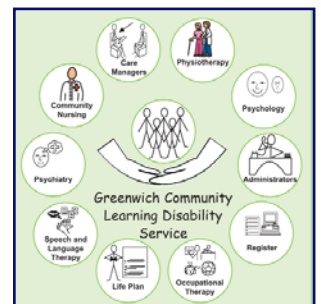 Care
Managers
Physiotherapy
Community
Nursing
Psychology
Psychiatry
Administrators
Greenwich Community
Learning Disability
Service
Speech and
Language
Therapy
Register
Life Plan
Occupational
Therapy